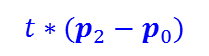 t * (p₂ − p₀)